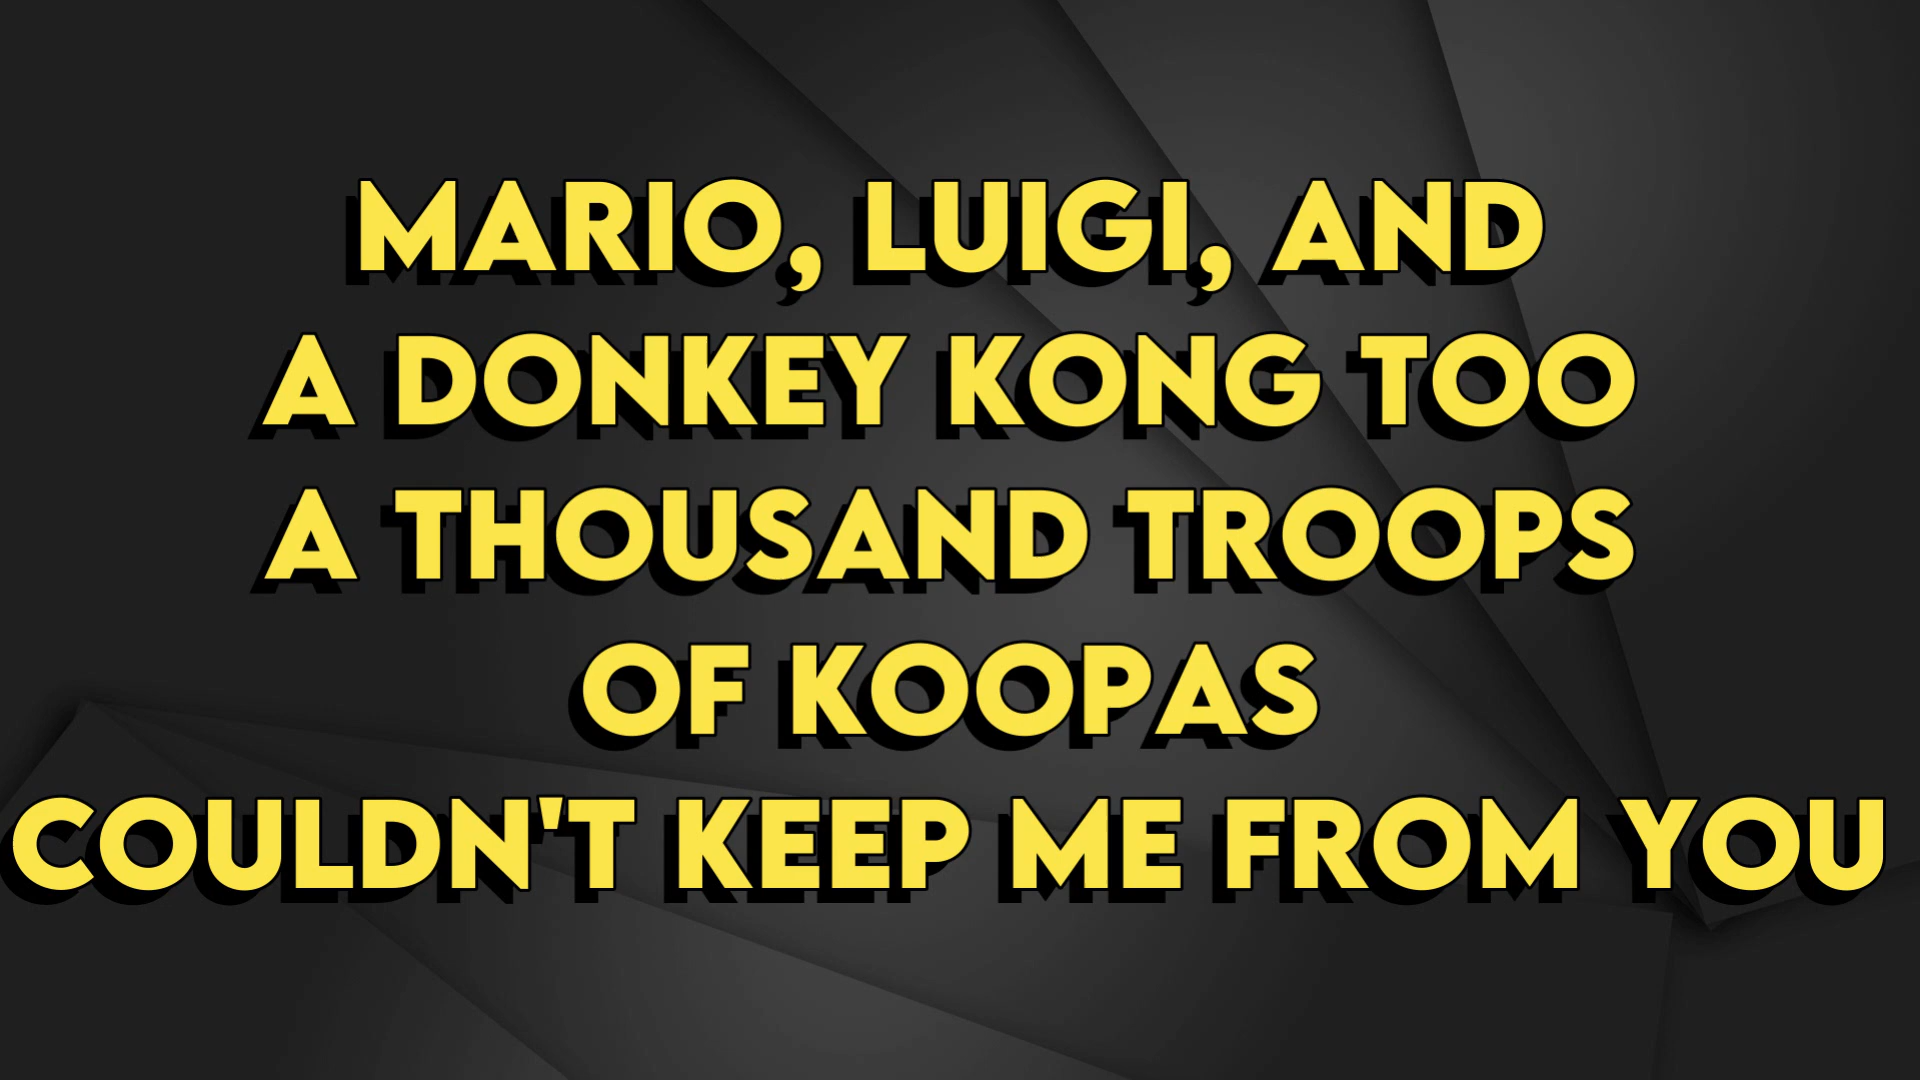 MARIO, LUIGI, AND
A DONKEY KONG TOO
A THOUSAND TROOPS
OF KOOPAS
COULDN'T KEEP ME FROM YOU